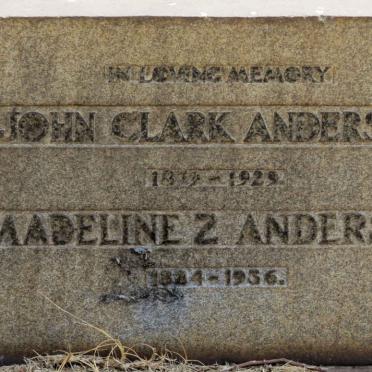 IN LOVING MEMORY
JOHN CLARK ANDERS
-1929.
MADELINE Z ANDERS
1884-1956.